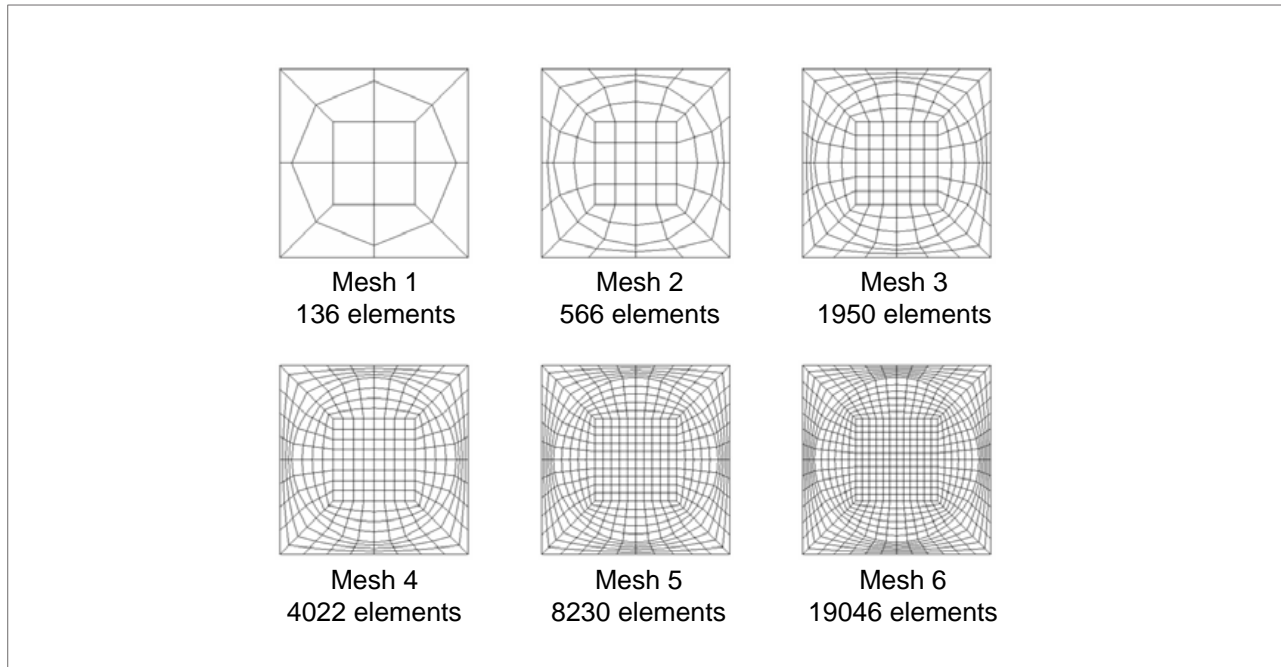 Mesh 1
136 elements
Mesh 2
566 elements
Mesh 3
1950 elements
Mesh 4
4022 elements
Mesh 5
8230 elements
Mesh 6
19046 elements